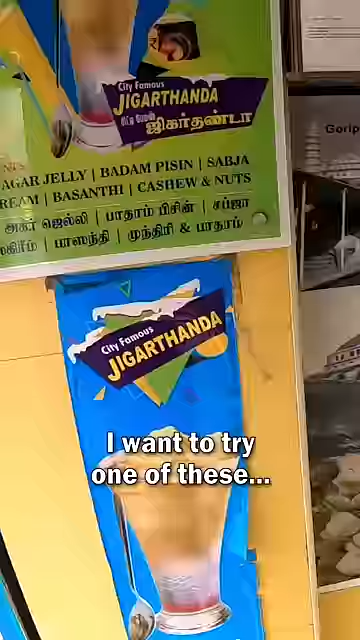 City Famous
JIGARTHANDA
ஜிகர்தண்டா
AGAR JELLY | BADAM PISIN | SABJA
REAM | BASANTHI | CASHEW & NUTS
அகர் ஜெல்லி | பாதாம் பிசின் | சப்ஜா
பாஸந்தி | முந்திரி & பாதாம்
Gorip
City Famous
JIGARTHANDA
I want to try
one of these...